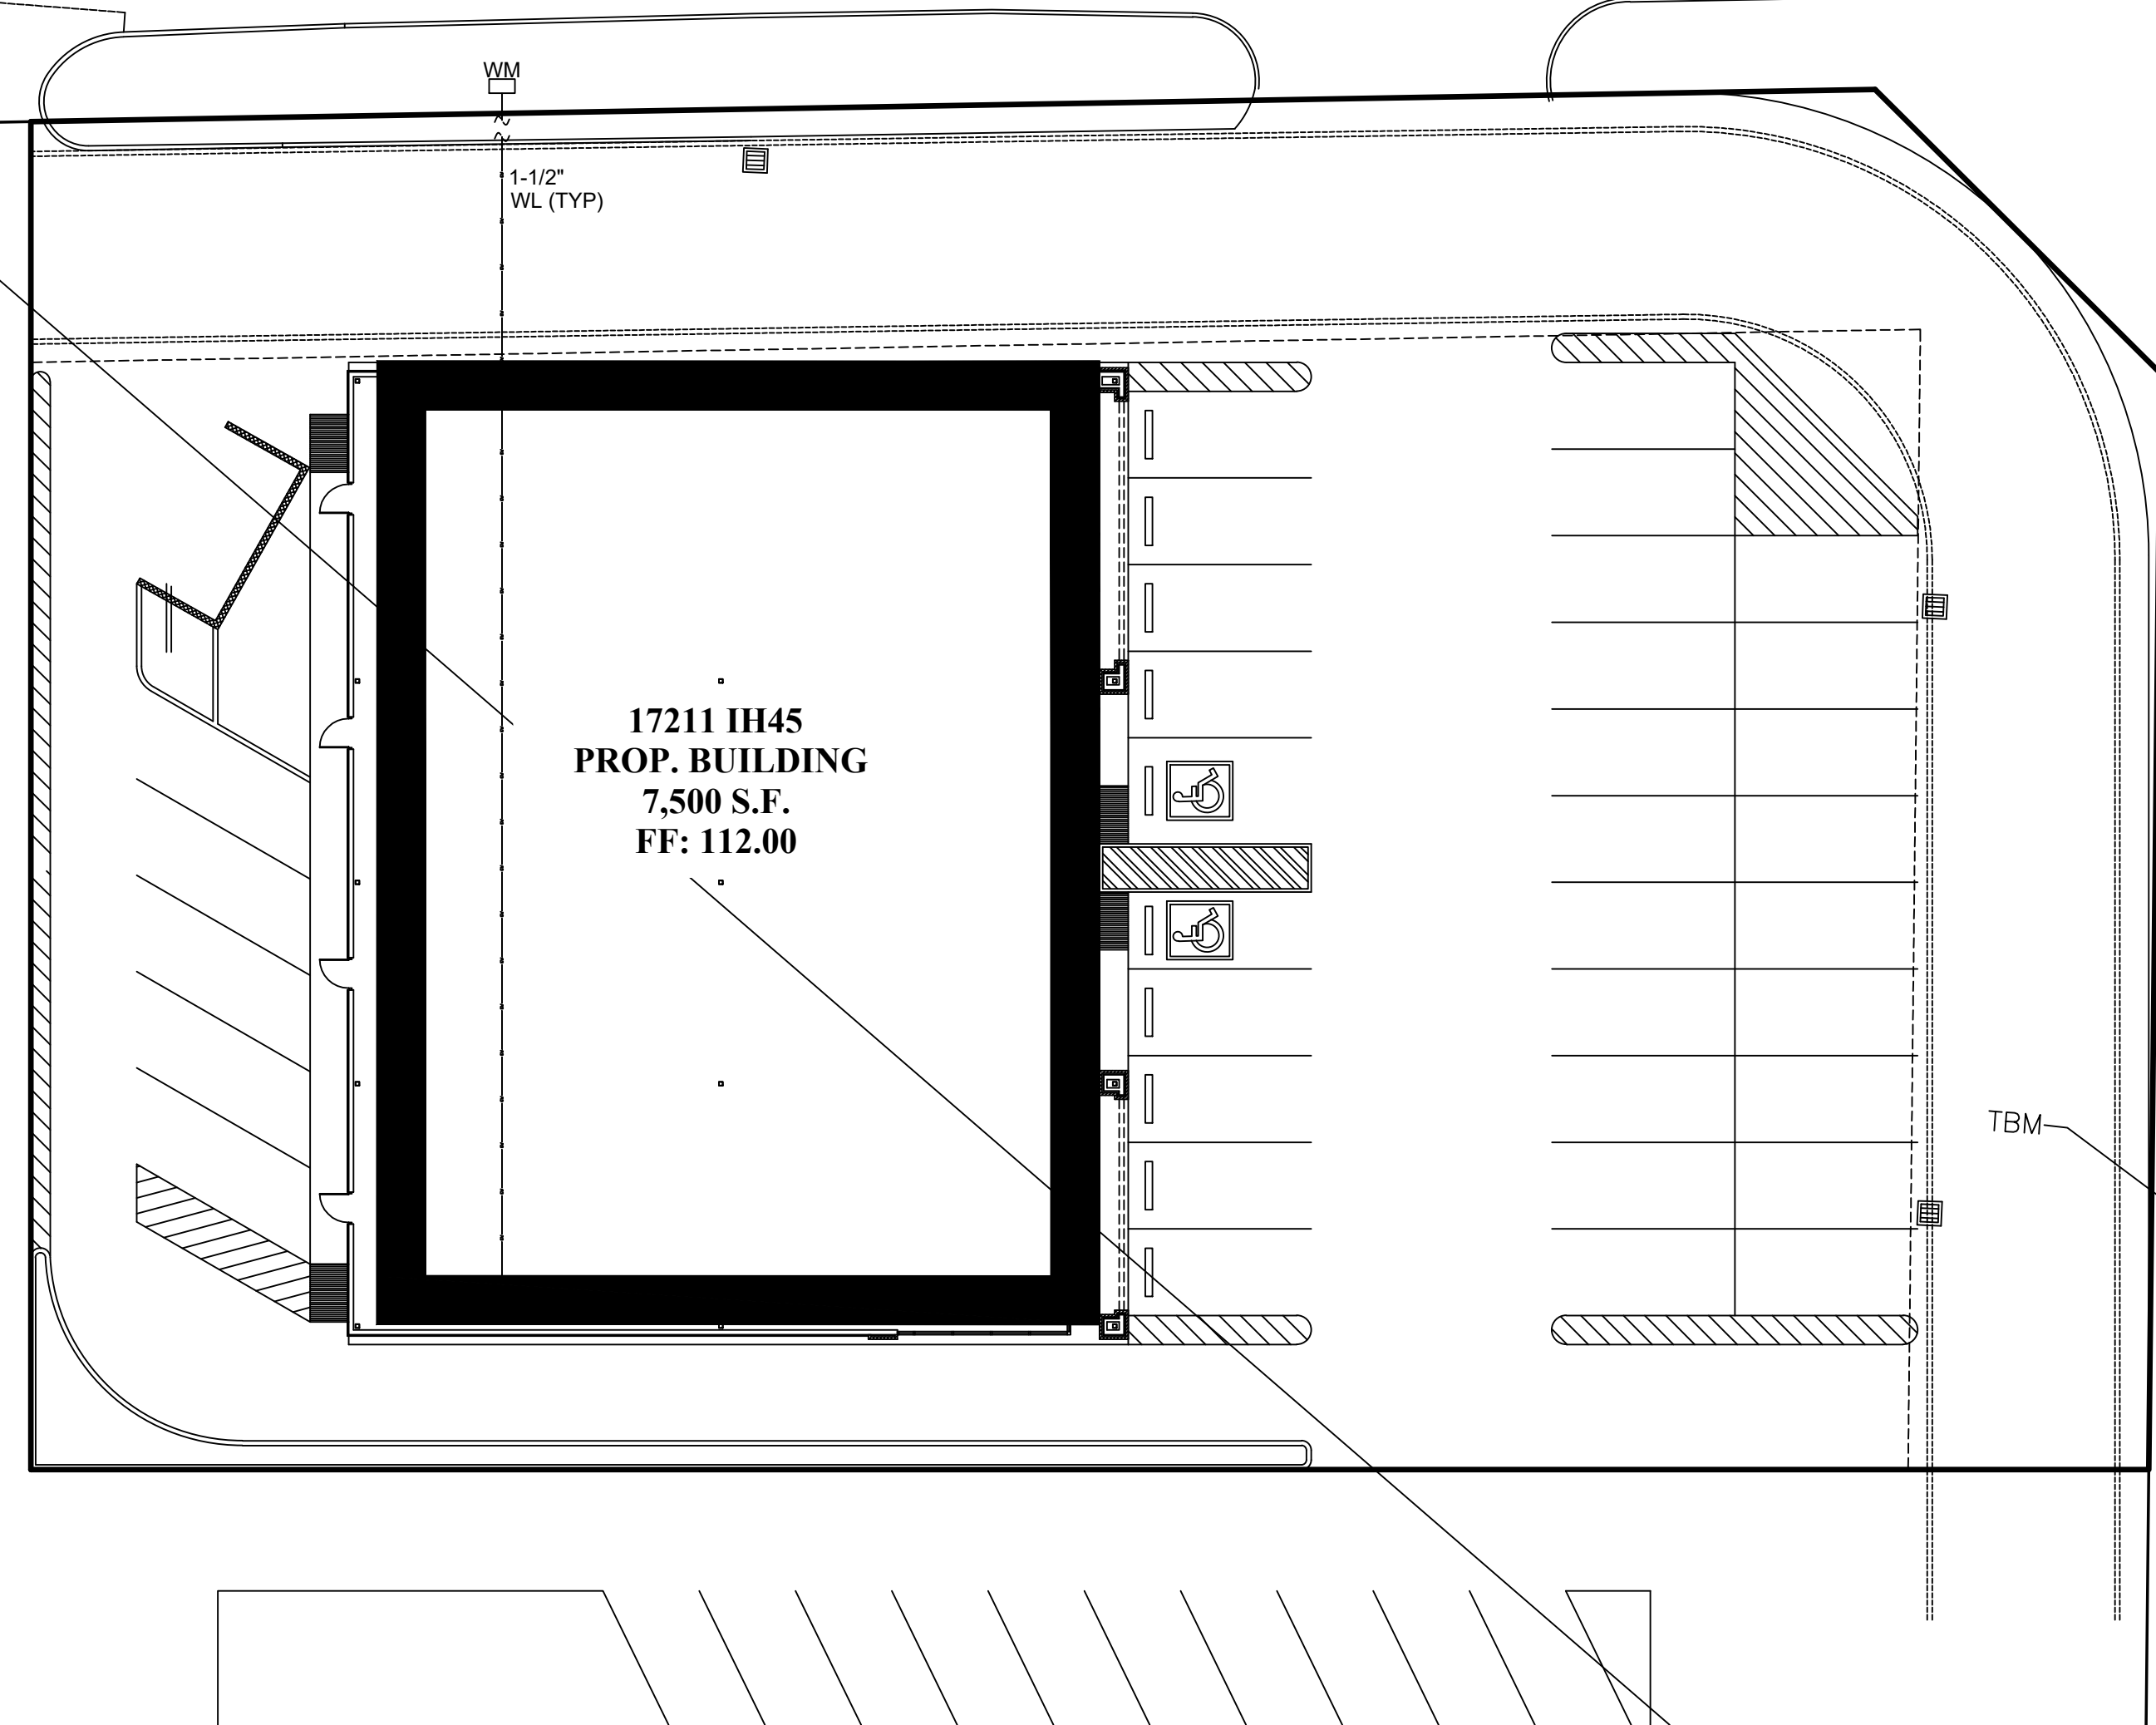 WM
1-1/2"
WL (TYP)
17211 IH45
PROP. BUILDING
7,500 S.F.
FF: 112.00
TBM